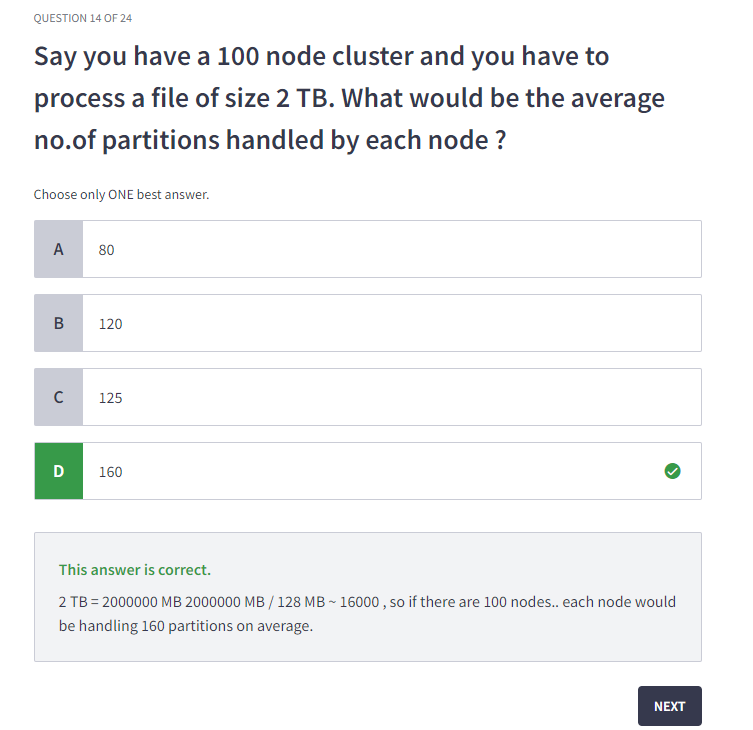 QUESTION 14 OF 24
Say you have a 100 node cluster and you have to
process a file of size 2 TB. What would be the average
no.of partitions handled by each node ?
Choose only ONE best answer.
A 80
B 120
C 125
D 160
This answer is correct.
2 TB = 2000000 MB 2000000 MB / 128 MB ~ 16000 , so if there are 100 nodes.. each node would
be handling 160 partitions on average.
NEXT